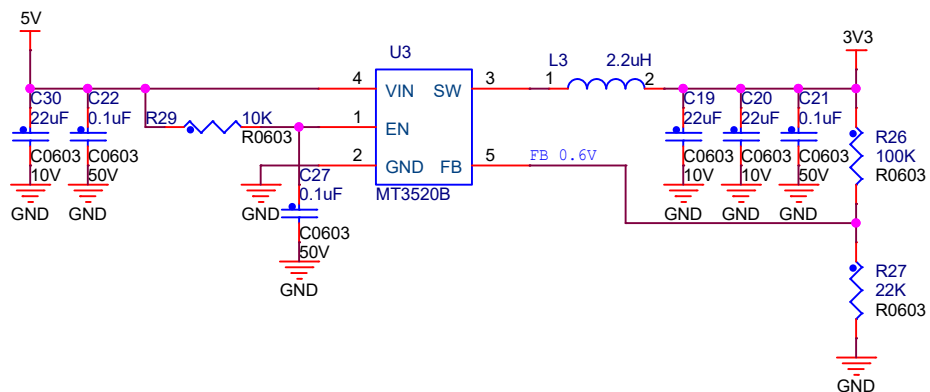 5V
3V3
U3
L3
2.2uH
4
VIN
SW
3
1
2
C30
22uF
C22
0.1uF
R29
10K
R0603
1
EN
C19
22uF
C20
22uF
C21
0.1uF
R26
100K
R0603
C0603
10V
C0603
50V
2
GND
FB
5
FB 0.6V
C0603
10V
C0603
10V
C0603
50V
MT3520B
C27
0.1uF
GND
GND
GND
GND
GND
GND
C0603
50V
GND
R27
22K
R0603
GND